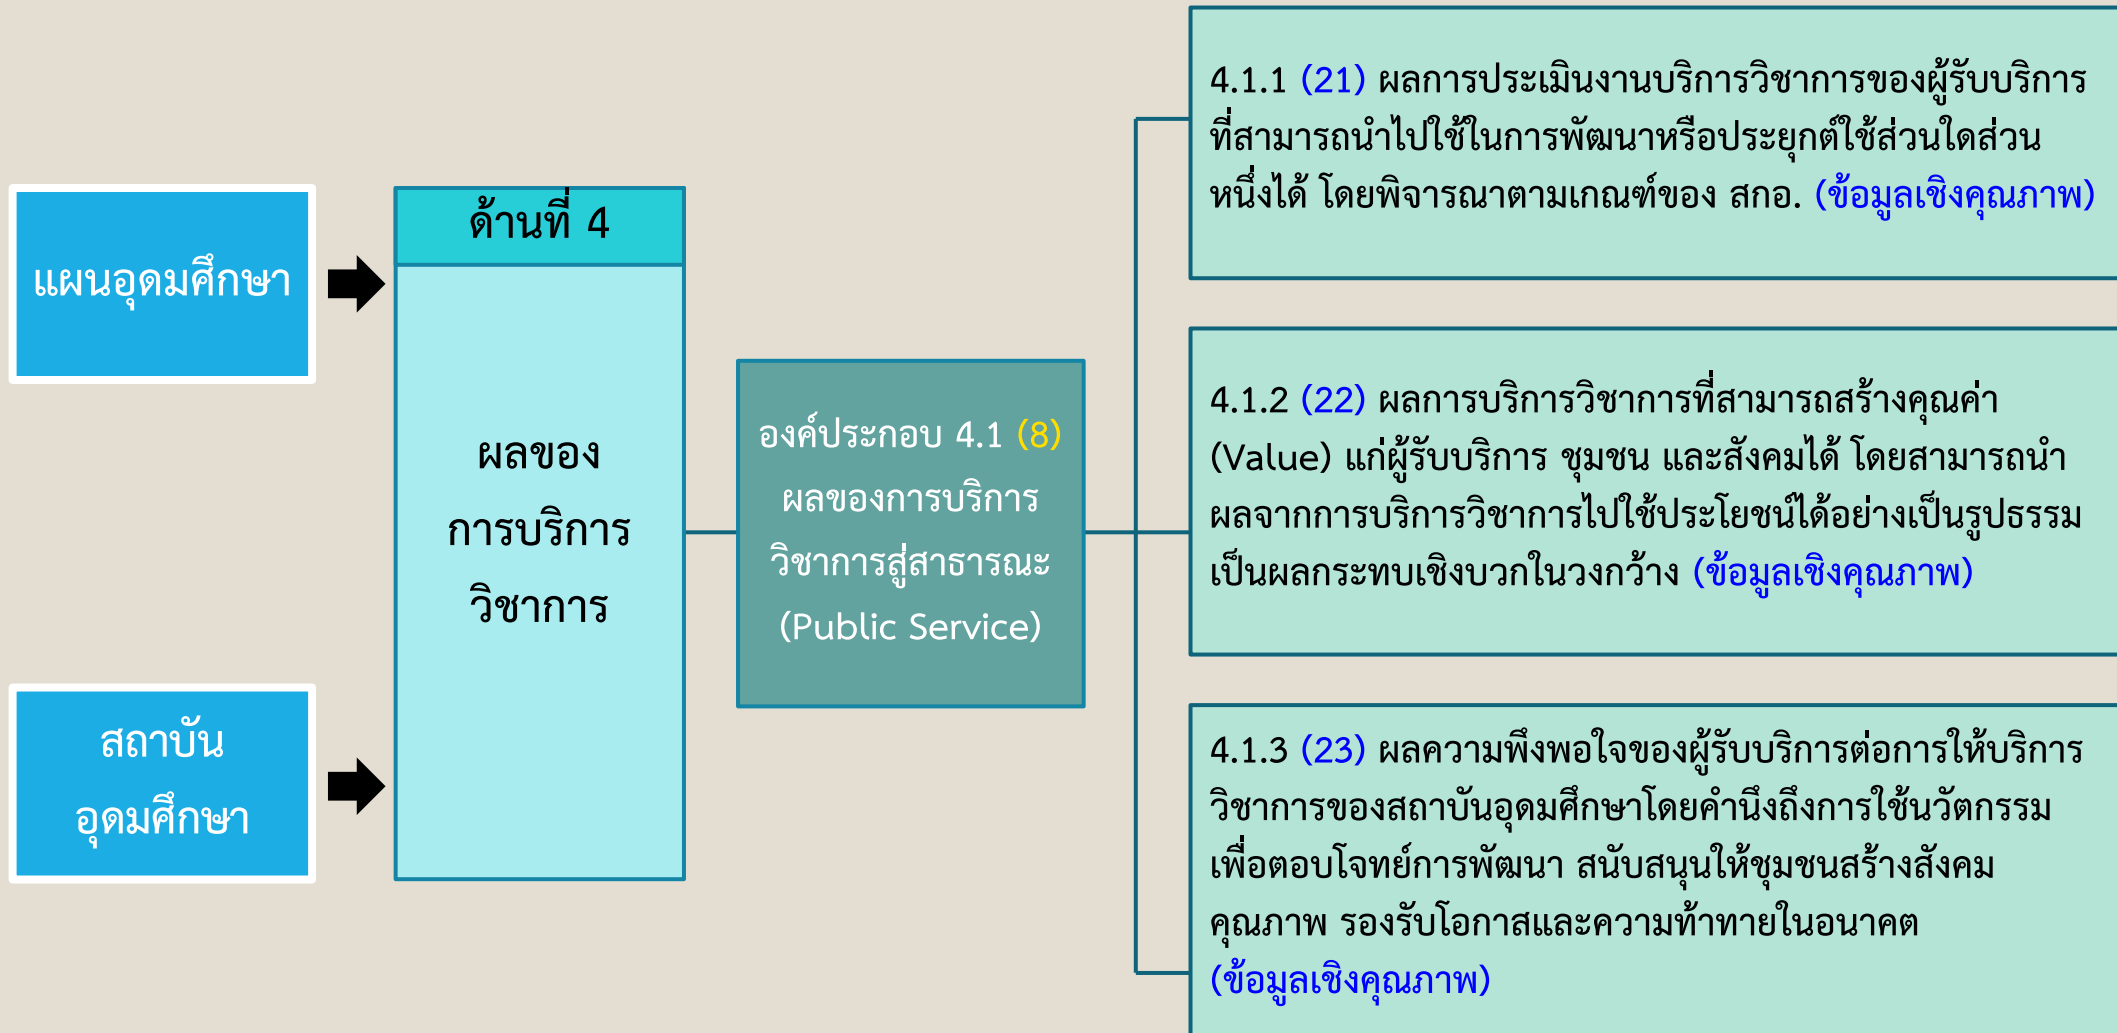 แผนอุดมศึกษา
สถาบัน
อุดมศึกษา
ด้านที่ 4
ผลของ
การบริการ
วิชาการ
องค์ประกอบ 4.1 (8)
ผลของการบริการ
วิชาการสู่สาธารณะ
(Public Service)
4.1.1 (21) ผลการประเมินงานบริการวิชาการของผู้รับบริการ
ที่สามารถนำไปใช้ในการพัฒนาหรือประยุกต์ใช้ส่วนใดส่วน
หนึ่งได้ โดยพิจารณาตามเกณฑ์ของ สกอ. (ข้อมูลเชิงคุณภาพ)
4.1.2 (22) ผลการบริการวิชาการที่สามารถสร้างคุณค่า
(Value) แก่ผู้รับบริการ ชุมชน และสังคมได้ โดยสามารถนำ
ผลจากการบริการวิชาการไปใช้ประโยชน์ได้อย่างเป็นรูปธรรม
เป็นผลกระทบเชิงบวกในวงกว้าง (ข้อมูลเชิงคุณภาพ)
4.1.3 (23) ผลความพึงพอใจของผู้รับบริการต่อการให้บริการ
วิชาการของสถาบันอุดมศึกษาโดยคำนึงถึงการใช้นวัตกรรม
เพื่อตอบโจทย์การพัฒนา สนับสนุนให้ชุมชนสร้างสังคม
คุณภาพ รองรับโอกาสและความท้าทายในอนาคต
(ข้อมูลเชิงคุณภาพ)